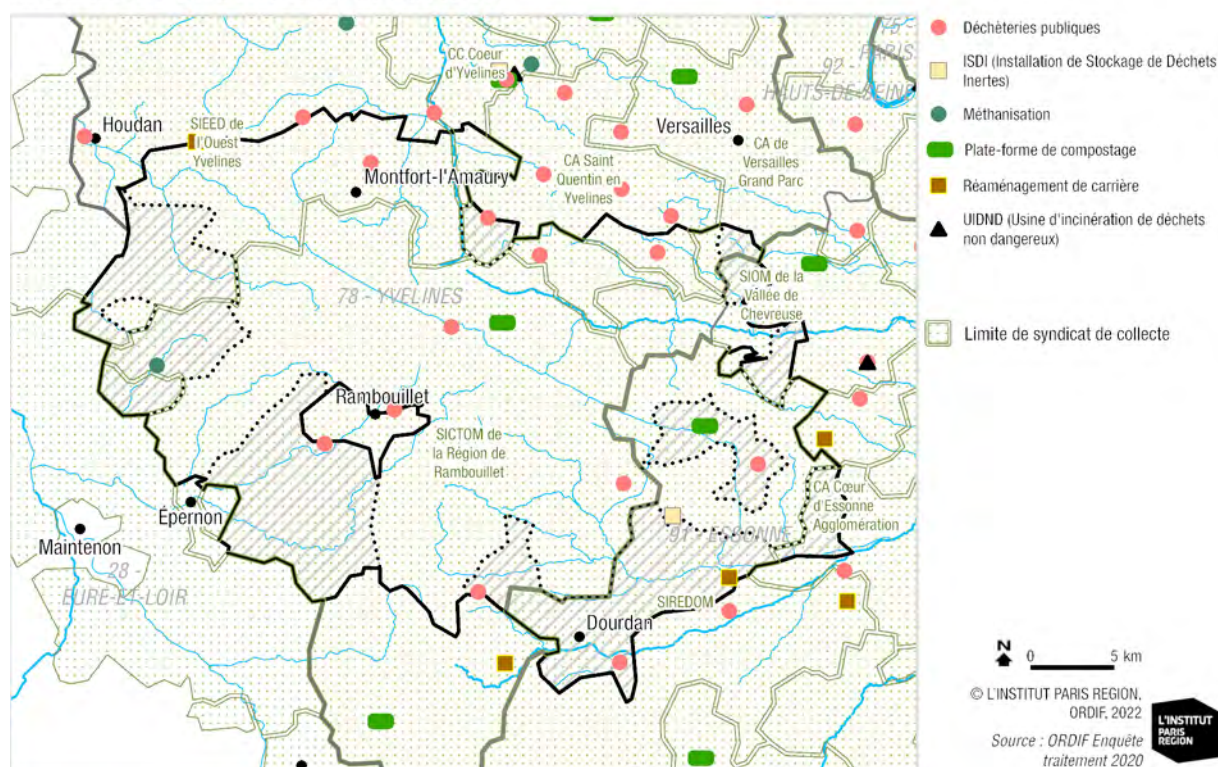 75 -
PARIS
92 -
HAUTS-DE-SEINE
CC Coeur
d'Yvelines
Houdan
SIEED de
l'Ouest
Yvelines
Versailles
CA Saint
Quentin en
Yvelines
CA de
Versailles
Grand Parc
Montfort-l'Amaury
78 - YVELINES
SIOM de la
Vallée de
Chevreuse
Rambouillet
SICTOM de
la Région de
Rambouillet
Épernon
Maintenon
28 -
EURE-ET-LOIR
CA Cœur
d'Essonne
Agglomération
91 - ESSONNE
SIREDOM
Dourdan
Déchèteries publiques
ISDI (Installation de Stockage de Déchets
Inertes)
Méthanisation
Plate-forme de compostage
Réaménagement de carrière
UIDND (Usine d'incinération de déchets
non dangereux)
Limite de syndicat de collecte
N
0 5 km
© L'INSTITUT PARIS REGION,
ORDIF, 2022
Source : ORDIF Enquête
traitement 2020
L'INSTITUT
PARIS
REGION